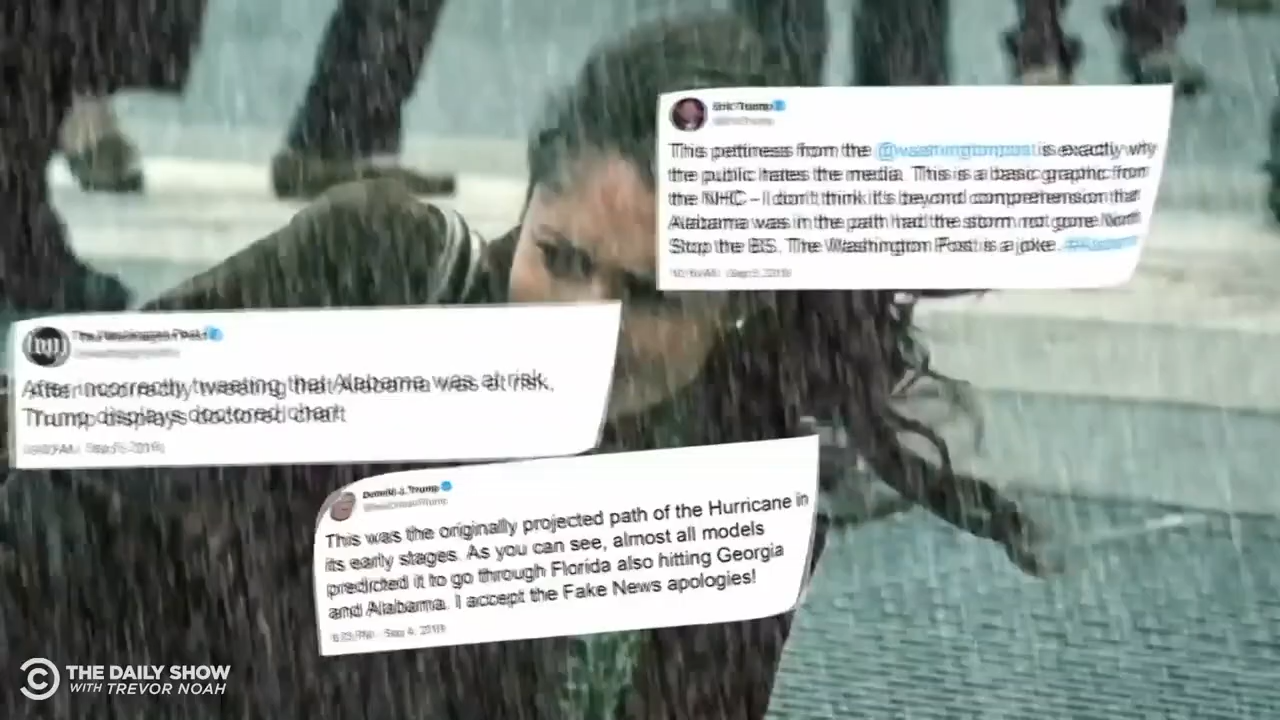 Eric Trump
This pettiness from the @washingtonpost is exactly why
the public hates the media. This is a basic graphic from
the NHC – I don't think it's beyond comprehension that
Alabama was in the path had the storm not gone North
Stop the BS. The Washington Post is a joke.
The Washington Post
After incorrectly tweeting that Alabama was at risk,
Trump displays doctored chart
Donald J. Trump
@realDonaldTrump
This was the originally projected path of the Hurricane in
its early stages. As you can see, almost all models
predicted it to go through Florida also hitting Georgia
and Alabama. I accept the Fake News apologies!
Sep 4, 2019
THE DAILY SHOW
WITH TREVOR NOAH